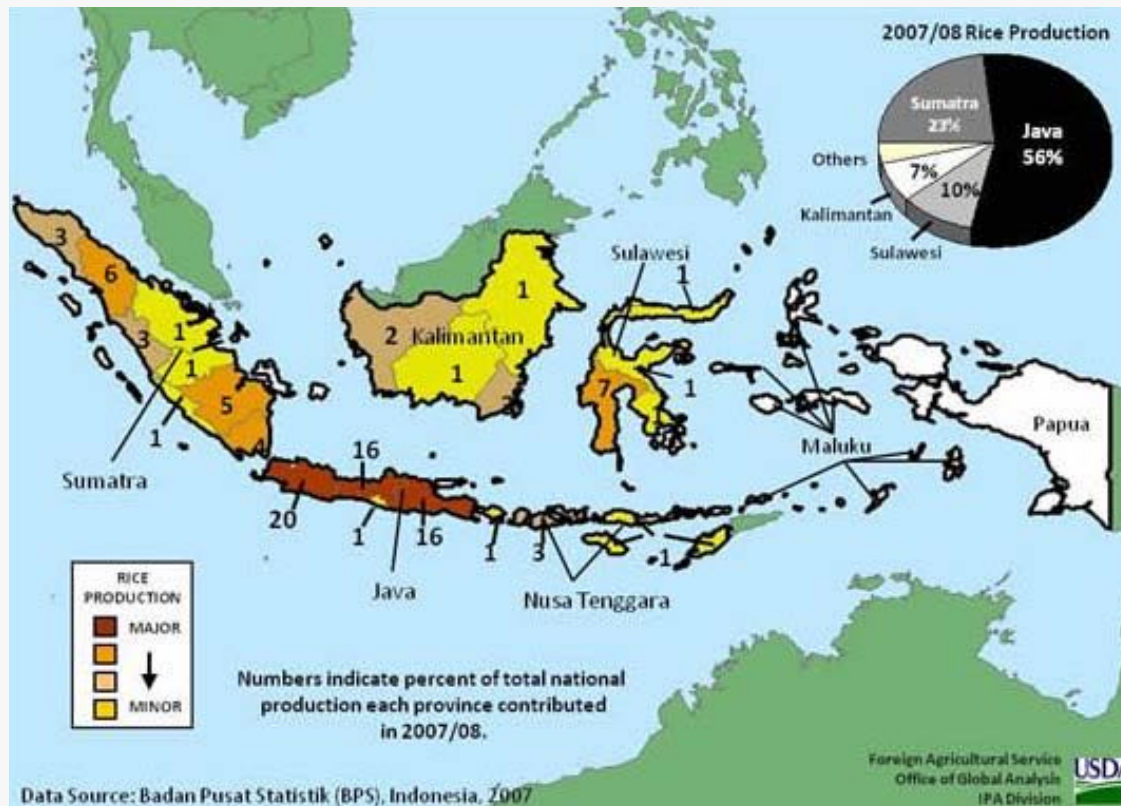 2007/08 Rice Production
Sumatra
23%
Java
56%
Others
7%
10%
Kalimantan
Sulawesi
3
6
1
3
1
5
1
4
Sumatra
2
Kalimantan
1
1
Sulawesi
1
7
1
Maluku
Papua
16
20
1
16
Java
1
3
1
Nusa Tenggara
RICE
PRODUCTION
MAJOR
MINOR
Numbers indicate percent of total national
production each province contributed
in 2007/08.
Foreign Agricultural Service
Office of Global Analysis
IPA Division
USDA
Data Source: Badan Pusat Statistik (BPS), Indonesia, 2007